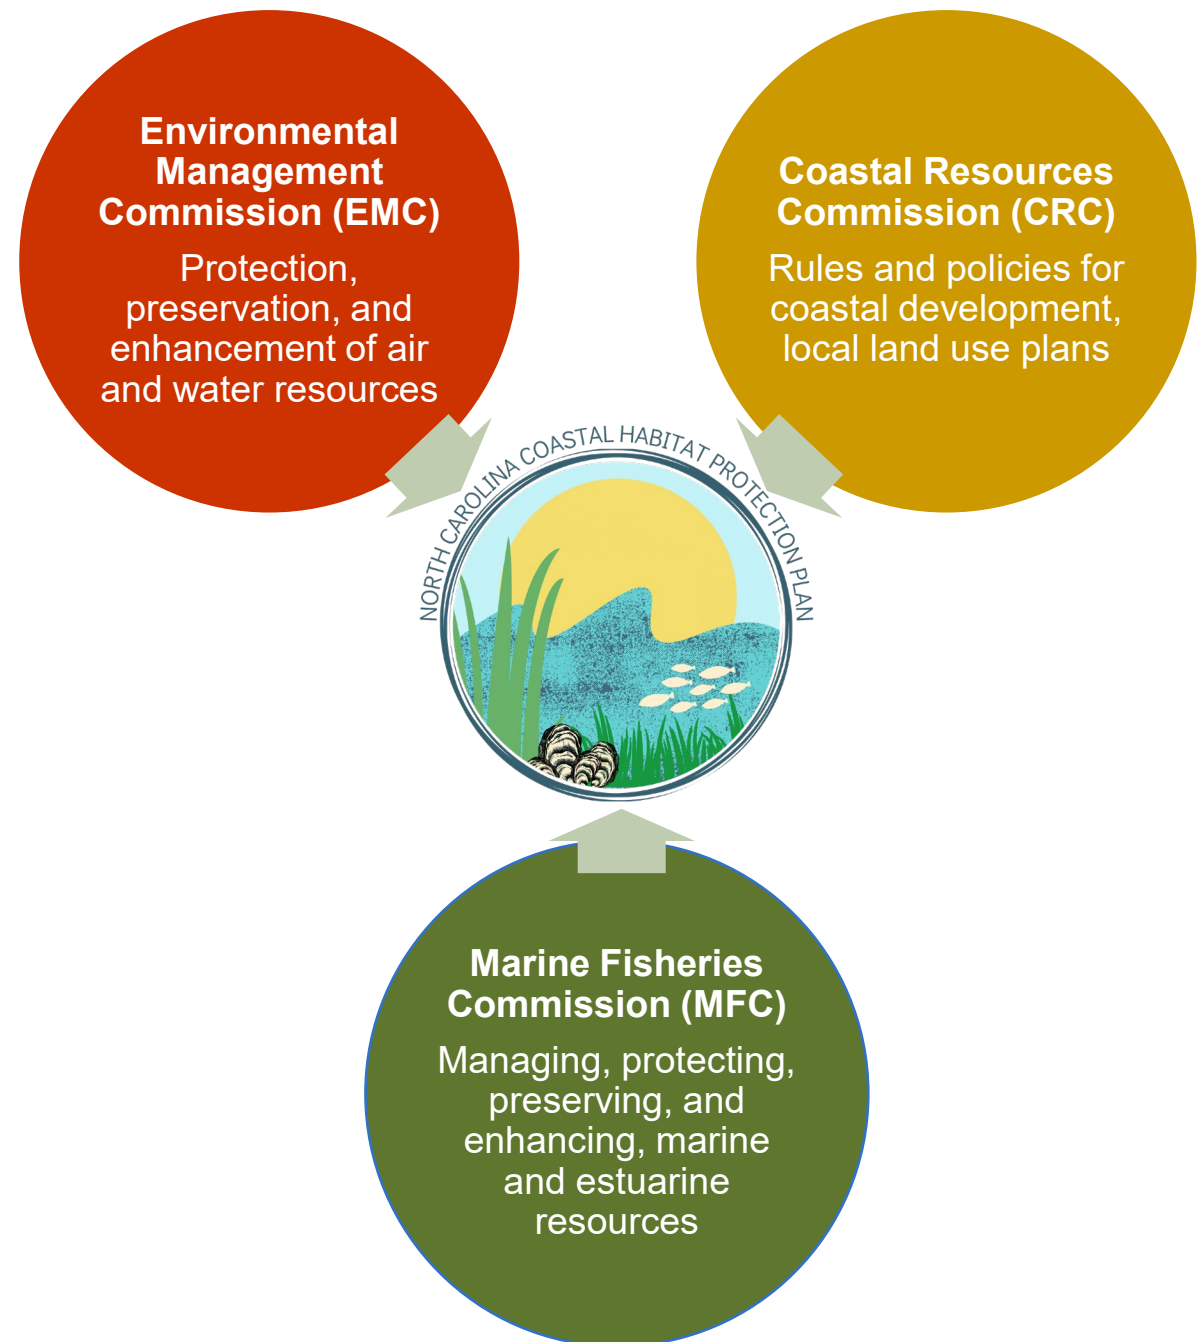 Environmental
Management
Commission (EMC)
Protection,
preservation, and
enhancement of air
and water resources
Coastal Resources
Commission (CRC)
Rules and policies for
coastal development,
local land use plans
NORTH CAROLINA COASTAL HABITAT PROTECTION PLAN
Marine Fisheries
Commission (MFC)
Managing, protecting,
preserving, and
enhancing, marine
and estuarine
resources